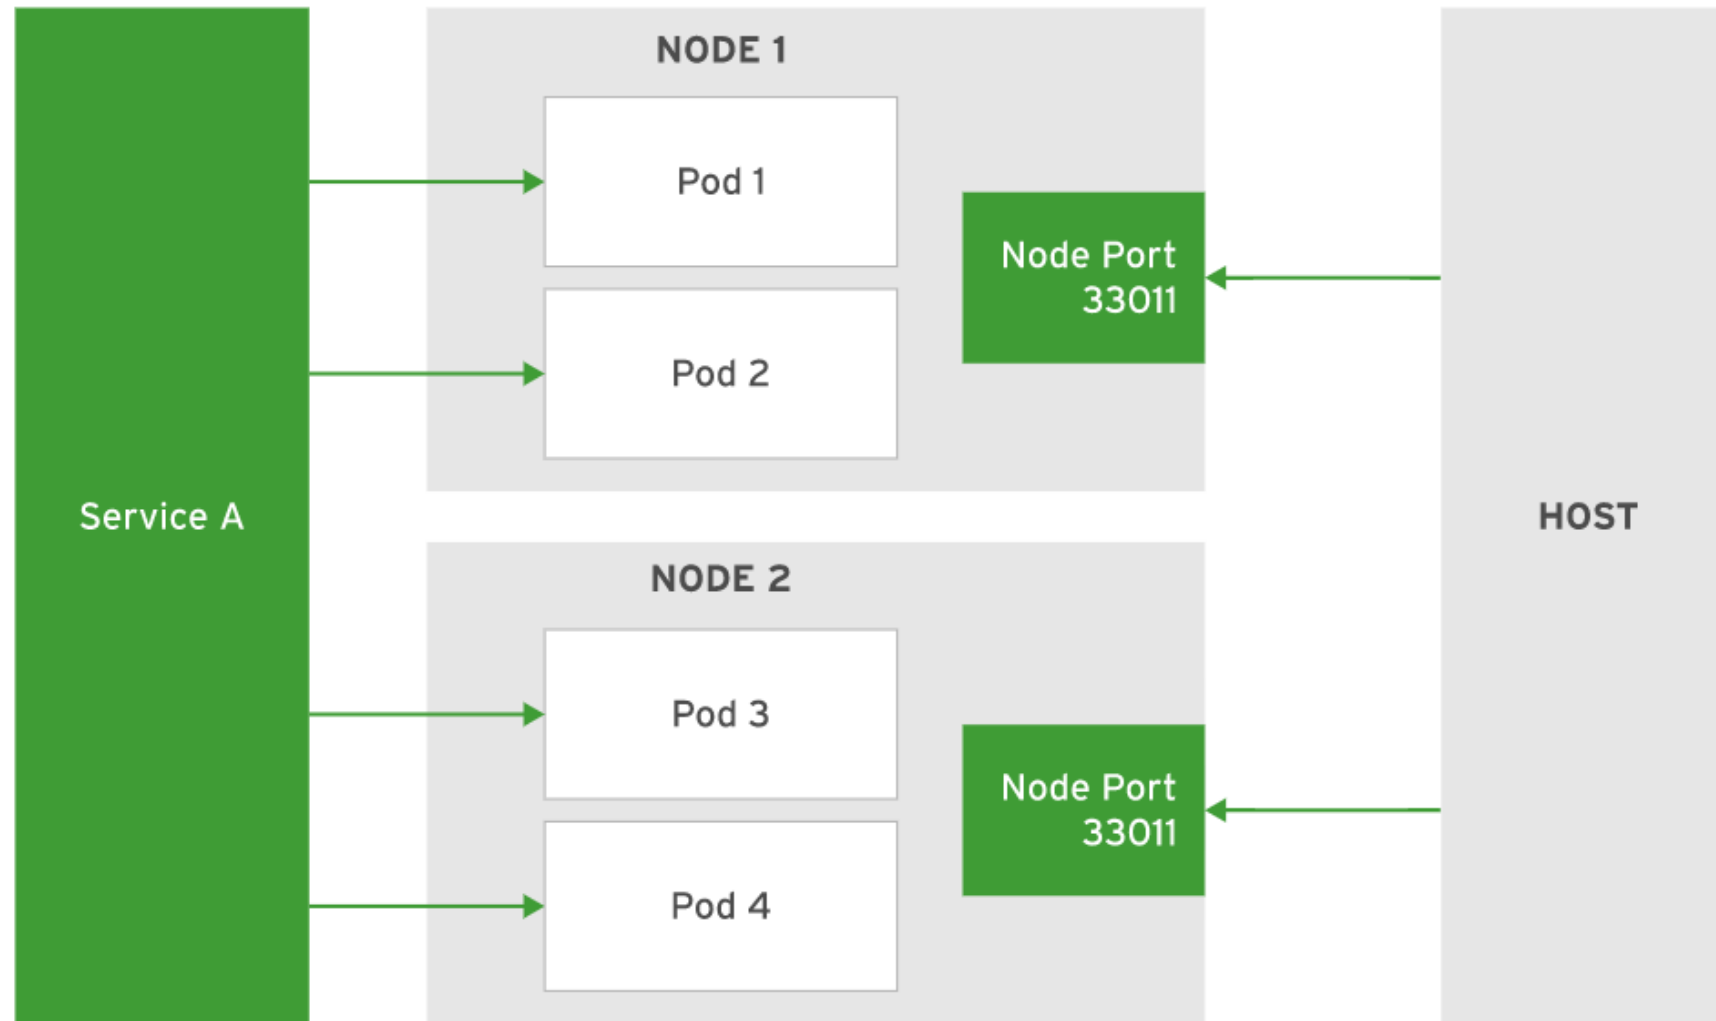 NODE 1
Pod 1
Node Port
33011
Pod 2
Service A
HOST
NODE 2
Pod 3
Node Port
33011
Pod 4